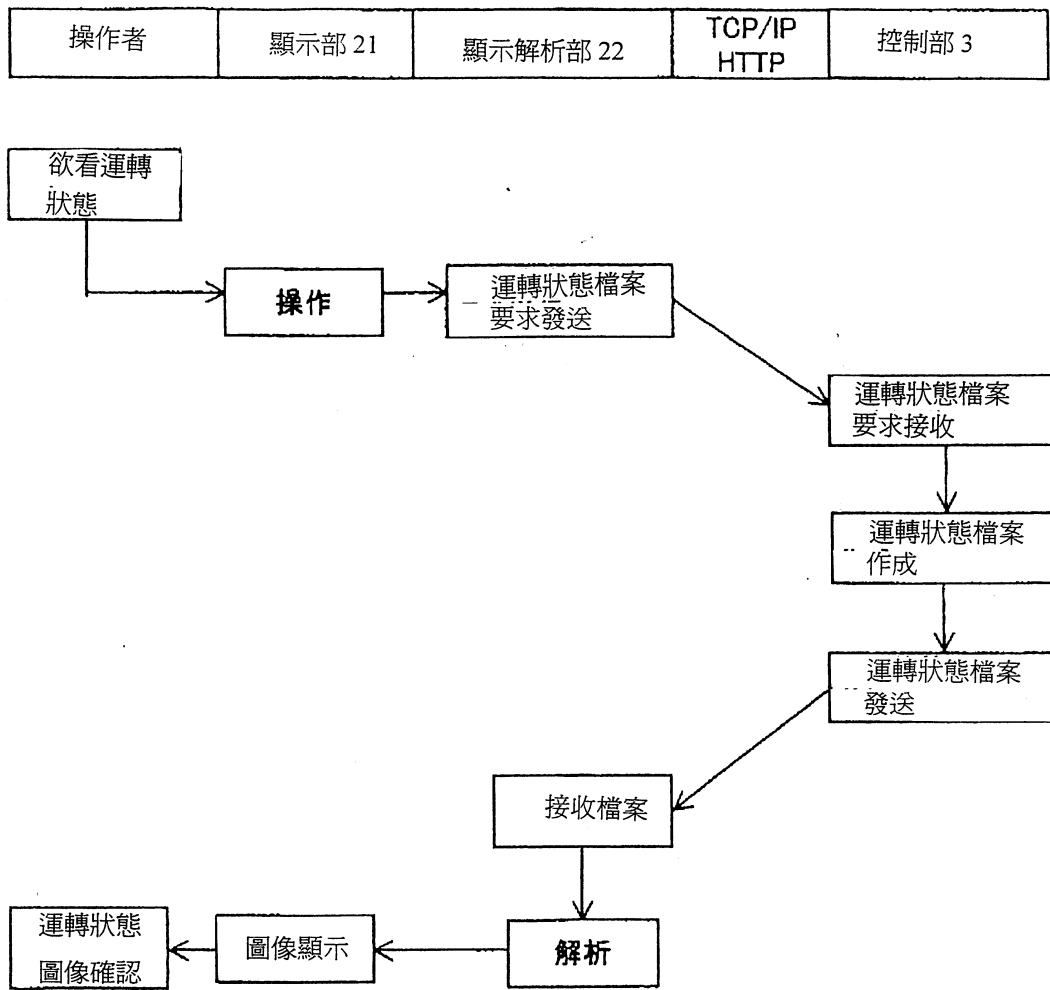 操作者
顯示部 21
顯示解析部 22
TCP/IP
HTTP
控制部 3
欲看運轉
狀態
操作
運轉狀態檔案
要求發送
運轉狀態檔案
要求接收
運轉狀態檔案
作成
運轉狀態檔案
發送
接收檔案
解析
圖像顯示
運轉狀態
圖像確認